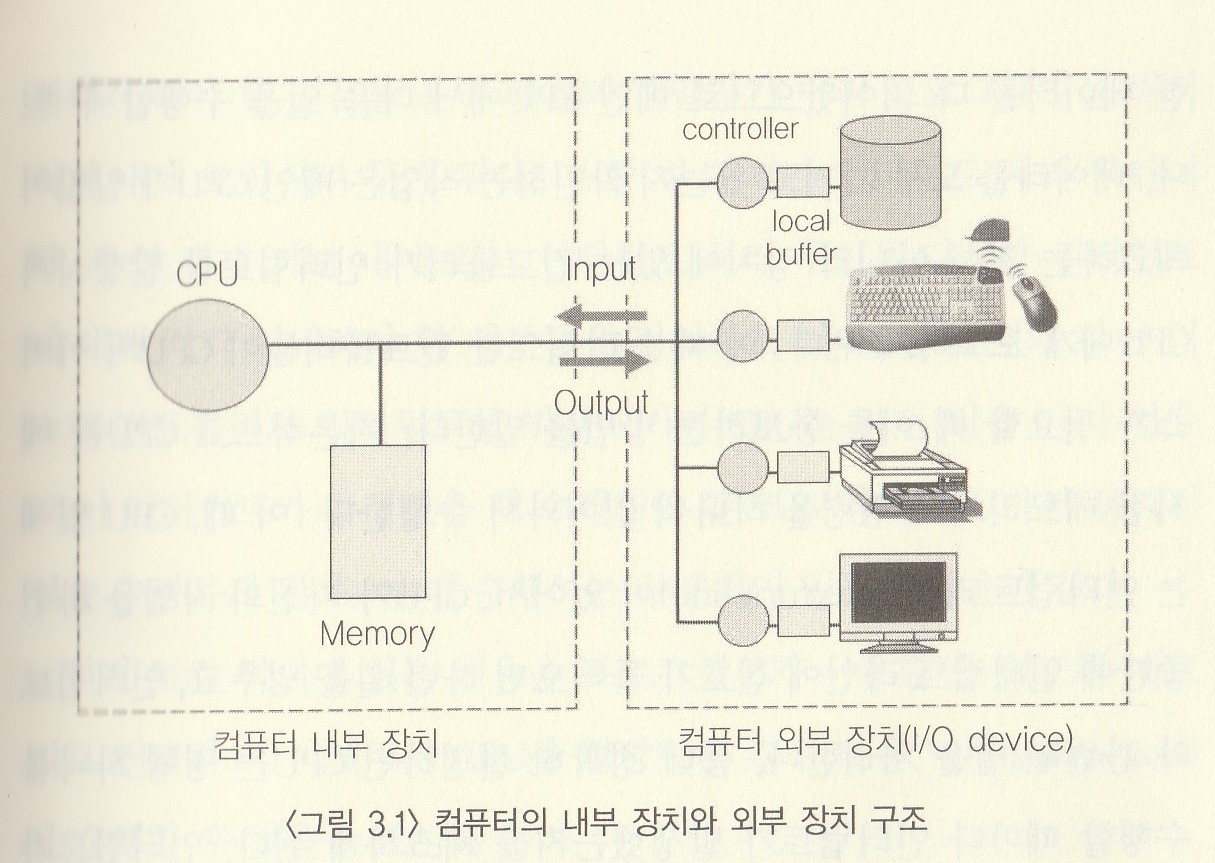 controller
local
buffer
CPU
Input
Output
Memory
컴퓨터 내부 장치
컴퓨터 외부 장치(I/O device)
〈그림 3.1〉 컴퓨터의 내부 장치와 외부 장치 구조